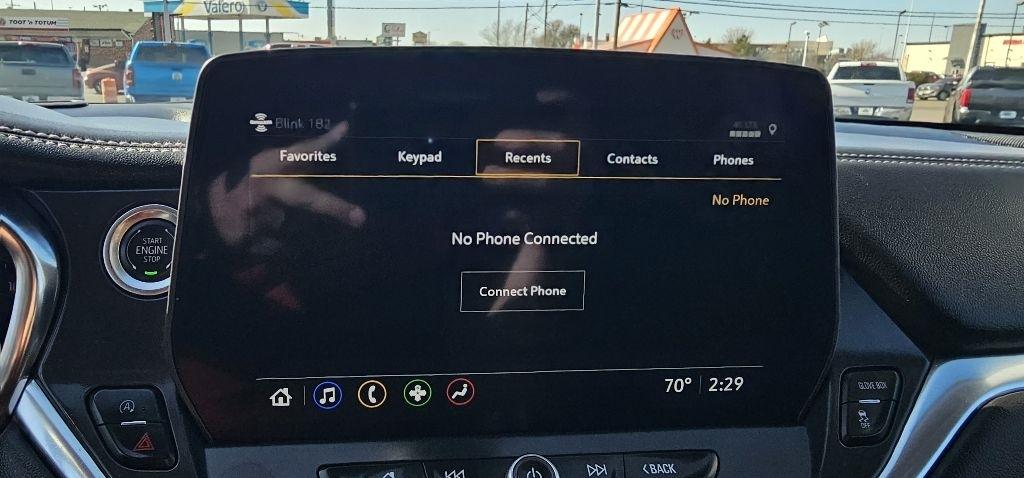 TOOT 'n TOTUM
Valero
Blink 182
Favorites Keypad Recents Contacts Phones
No Phone
No Phone Connected
Connect Phone
START
ENGINE
STOP
70° 2:29
GLOVE BOX
OFF
BACK